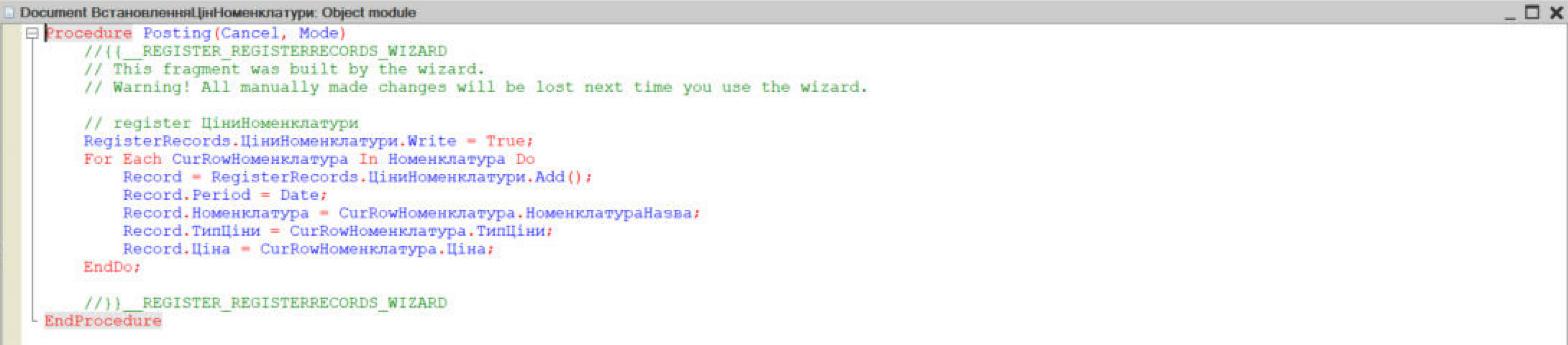 Document ВстановленняЦінНоменклатури: Object module
Procedure Posting(Cancel, Mode)
//{{__REGISTER_REGISTERRECORDS_WIZARD
// This fragment was built by the wizard.
// Warning! All manually made changes will be lost next time you use the wizard.
// register ЦіниНоменклатури
RegisterRecords.ЦіниНоменклатури.Write = True;
For Each CurRowНоменклатура In Номенклатура Do
Record = RegisterRecords.ЦіниНоменклатури.Add();
Record.Period = Date;
Record.Номенклатура = CurRowНоменклатура.НоменклатураНазва;
Record.ТипЦіни = CurRowНоменклатура.ТипЦіни;
Record.Ціна = CurRowНоменклатура.Ціна;
EndDo;
//}}__REGISTER_REGISTERRECORDS_WIZARD
EndProcedure